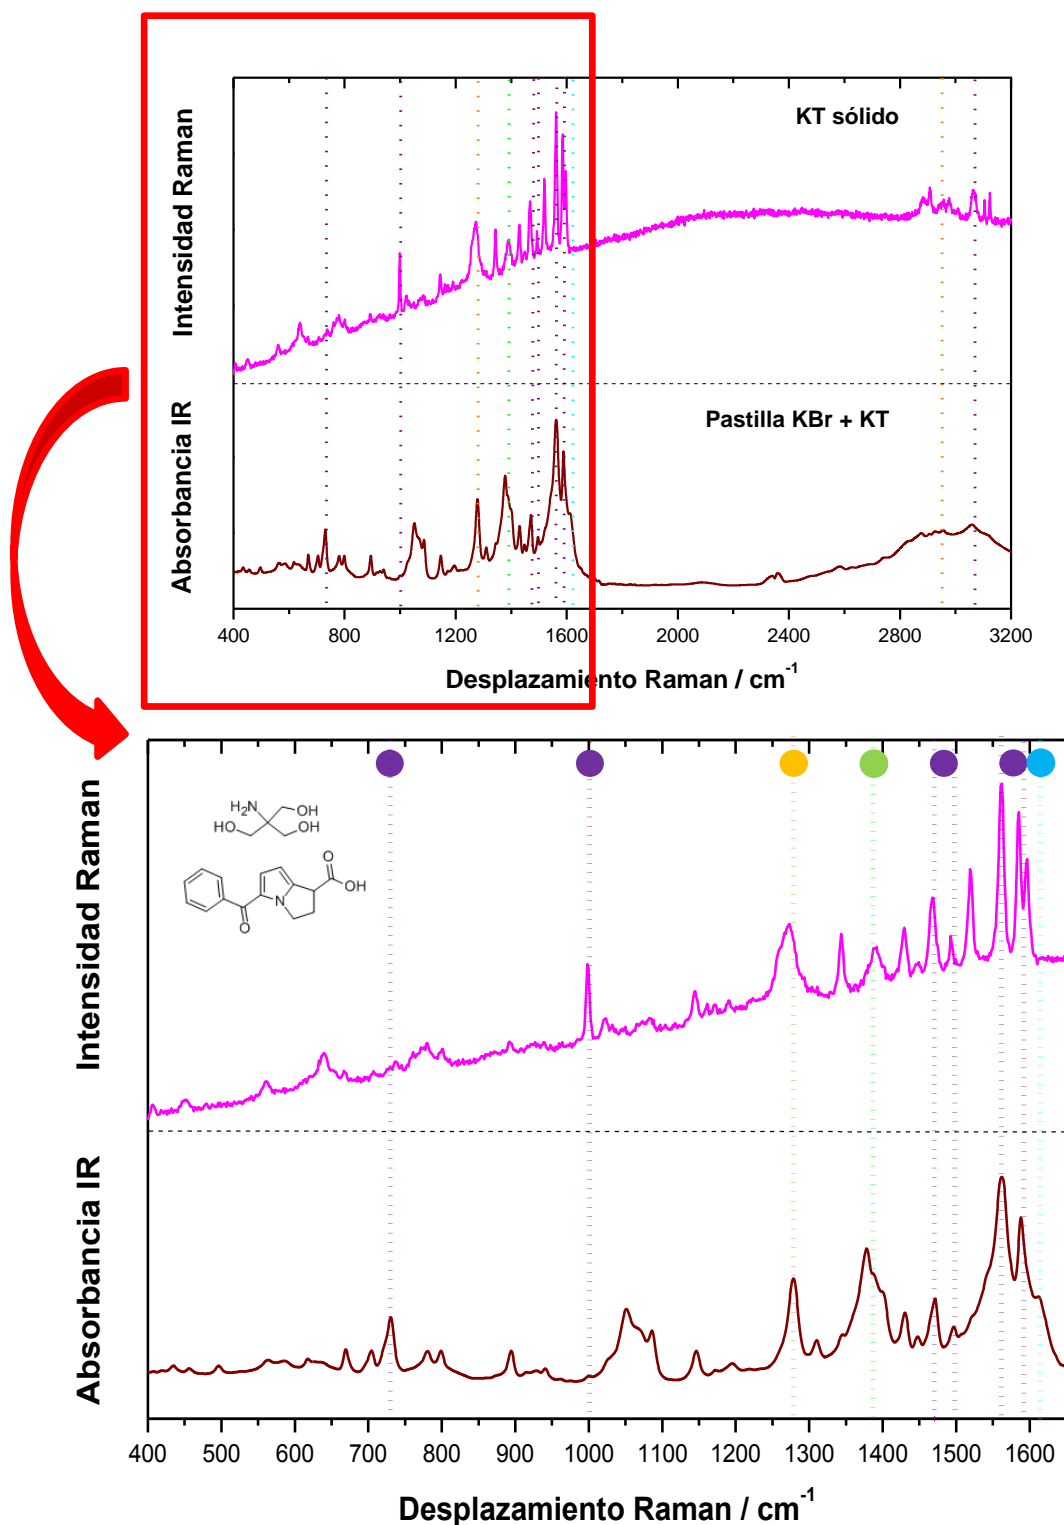 Intensidad Raman
KT sólido
Absorbancia IR
Pastilla KBr + KT
400 800 1200 1600 2000 2400 2800 3200
Desplazamiento Raman / cm⁻¹
Intensidad Raman
H₂N
OH
HO
OH
O
OH
N
O
Absorbancia IR
400 500 600 700 800 900 1000 1100 1200 1300 1400 1500 1600
Desplazamiento Raman / cm⁻¹